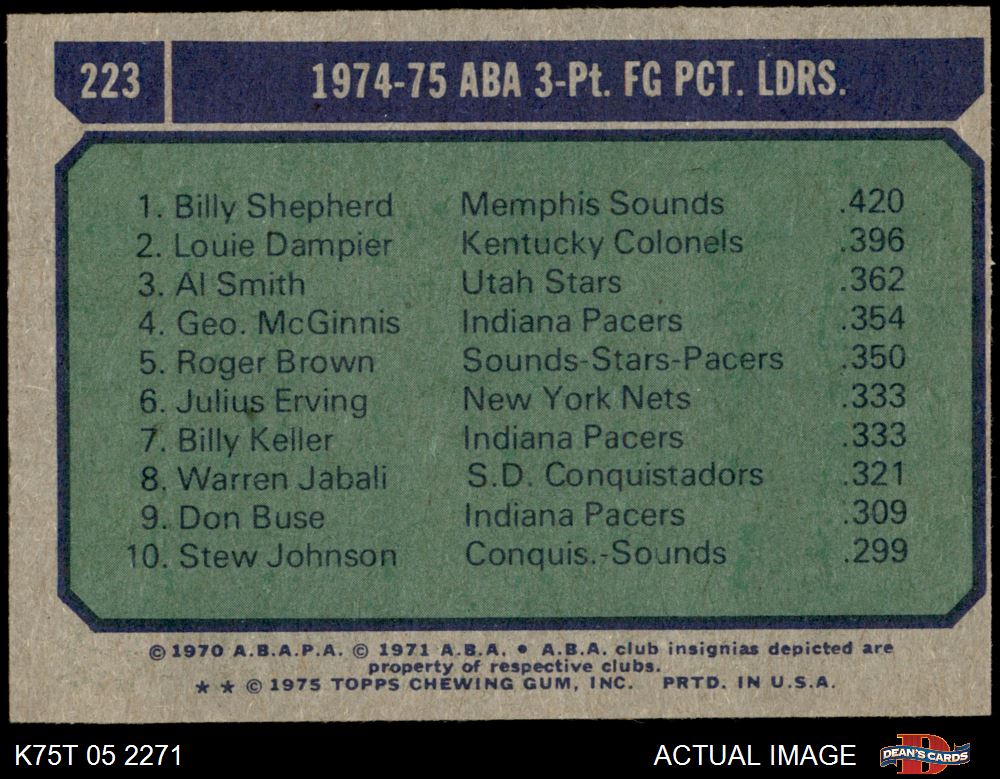 223 1974-75 ABA 3-Pt. FG PCT. LDRS.
1. Billy Shepherd Memphis Sounds .420
2. Louie Dampier Kentucky Colonels .396
3. Al Smith Utah Stars .362
4. Geo. McGinnis Indiana Pacers .354
5. Roger Brown Sounds-Stars-Pacers .350
6. Julius Erving New York Nets .333
7. Billy Keller Indiana Pacers .333
8. Warren Jabali S.D. Conquistadors .321
9. Don Buse Indiana Pacers .309
10. Stew Johnson Conquis.-Sounds .299
© 1970 A.B.A.P.A. © 1971 A.B.A. • A.B.A. club insignias depicted are
property of respective clubs.
★ ★ © 1975 TOPPS CHEWING GUM, INC. PRTD. IN U.S.A.
K75T 05 2271 ACTUAL IMAGE D DEAN'S CARDS